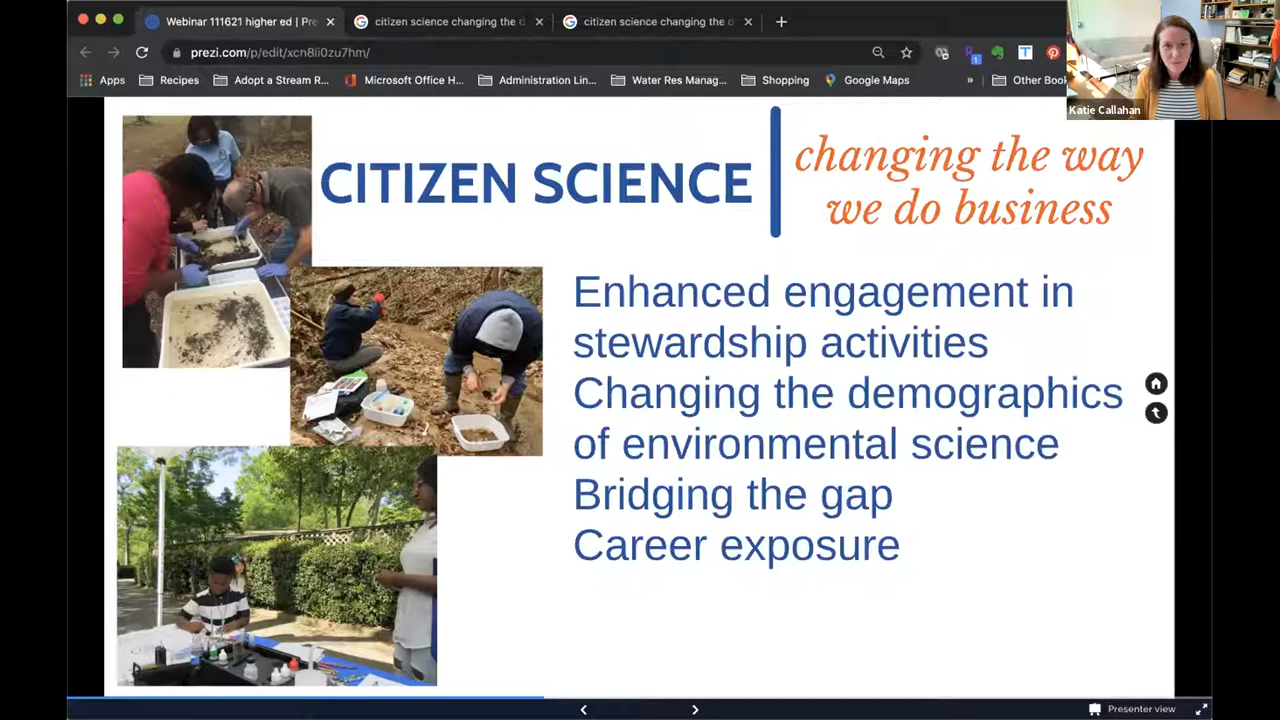 Webinar 111621 higher ed | Pre
citizen science changing the d
citizen science changing the d
prezi.com/p/edit/xcn8ii0zu7hm/
Apps
Recipes
Adopt a Stream R...
Microsoft Office H...
Administration Lin...
Water Res Manag...
Shopping
Google Maps
»
Other Boo
Katie Callahan
CITIZEN SCIENCE
changing the way
we do business
Enhanced engagement in
stewardship activities
Changing the demographics
of environmental science
Bridging the gap
Career exposure
Presenter view